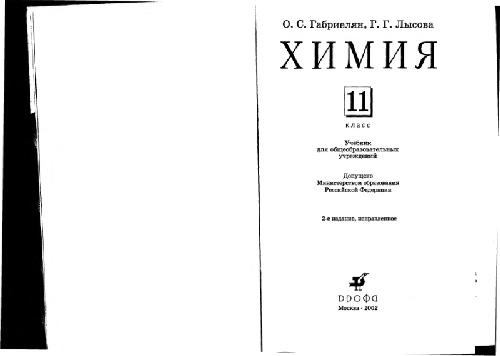 О. С. Габриелян, Г. Г. Лысова
ХИМИЯ
11
класс
Учебник
для общеобразовательных
учреждений
Допущено
Министерством образования
Российской Федерации
2-е издание, исправленное
ДРОФА
Москва · 2002